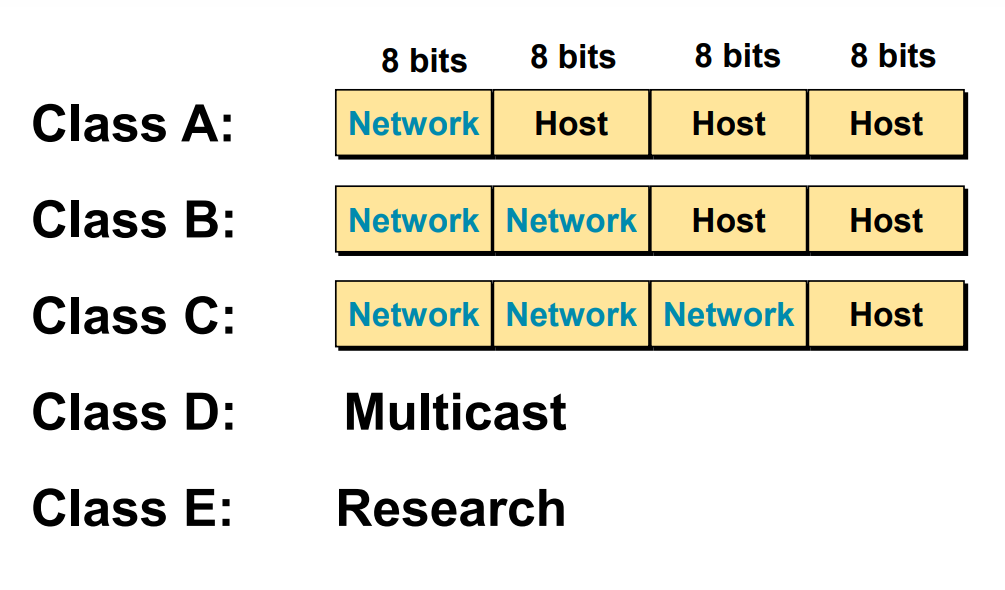 8 bits 8 bits 8 bits 8 bits
Class A: Network Host Host Host
Class B: Network Network Host Host
Class C: Network Network Network Host
Class D: Multicast
Class E: Research